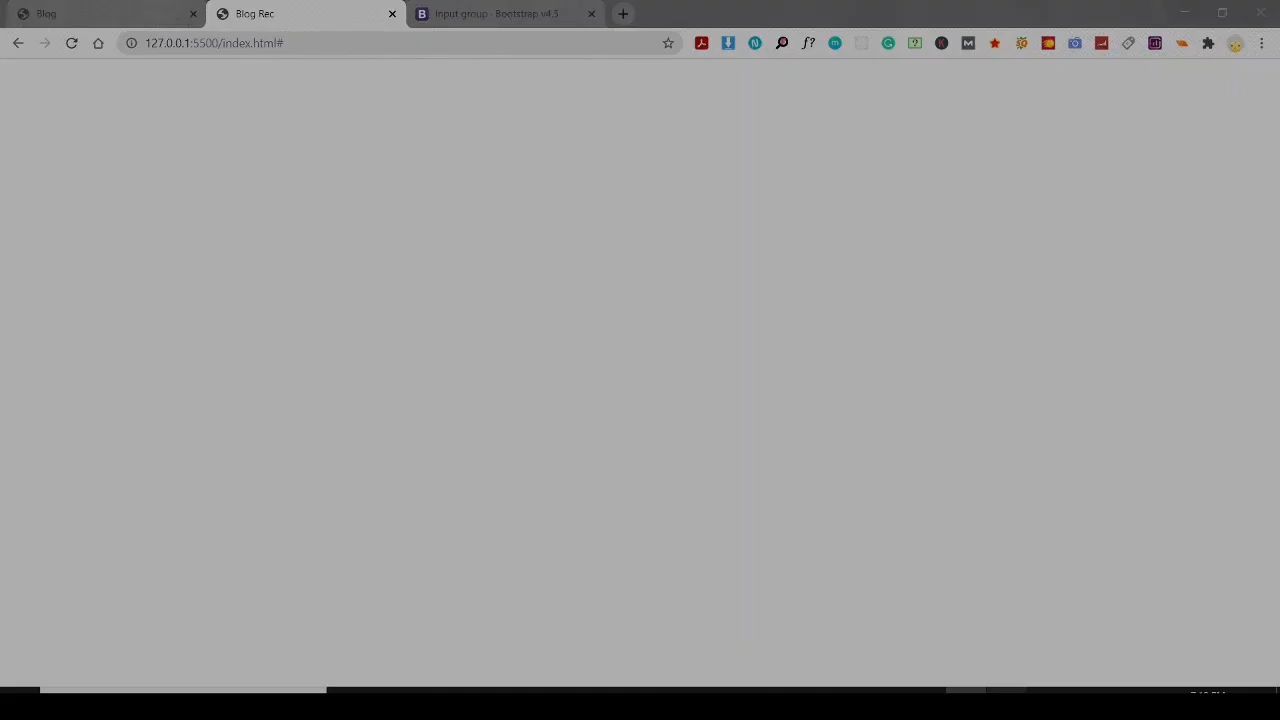 Blog
Blog Rec
Input group · Bootstrap v4.5
127.0.0.1:5500/index.html#